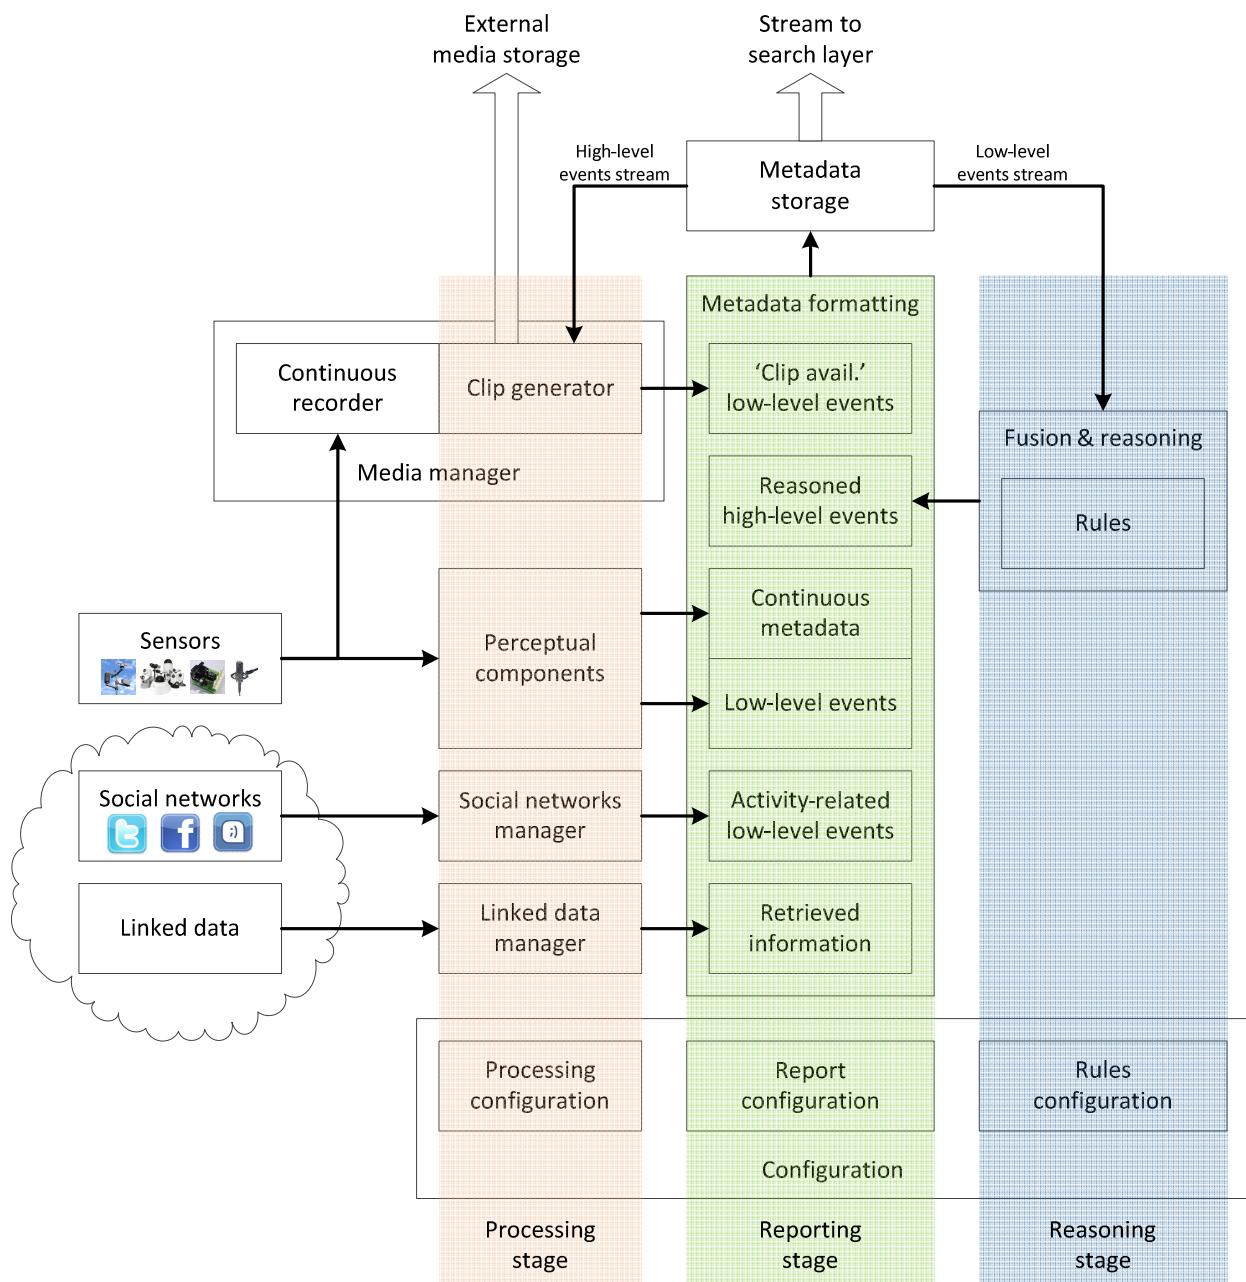 External
media storage
Stream to
search layer
High-level
events stream
Metadata
storage
Low-level
events stream
Metadata formatting
Continuous
recorder
Clip generator
‘Clip avail.’
low-level events
Media manager
Fusion & reasoning
Reasoned
high-level events
Rules
Sensors
Perceptual
components
Continuous
metadata
Low-level events
Social networks
Social networks
manager
Activity-related
low-level events
Linked data
Linked data
manager
Retrieved
information
Processing
configuration
Report
configuration
Rules
configuration
Configuration
Processing
stage
Reporting
stage
Reasoning
stage